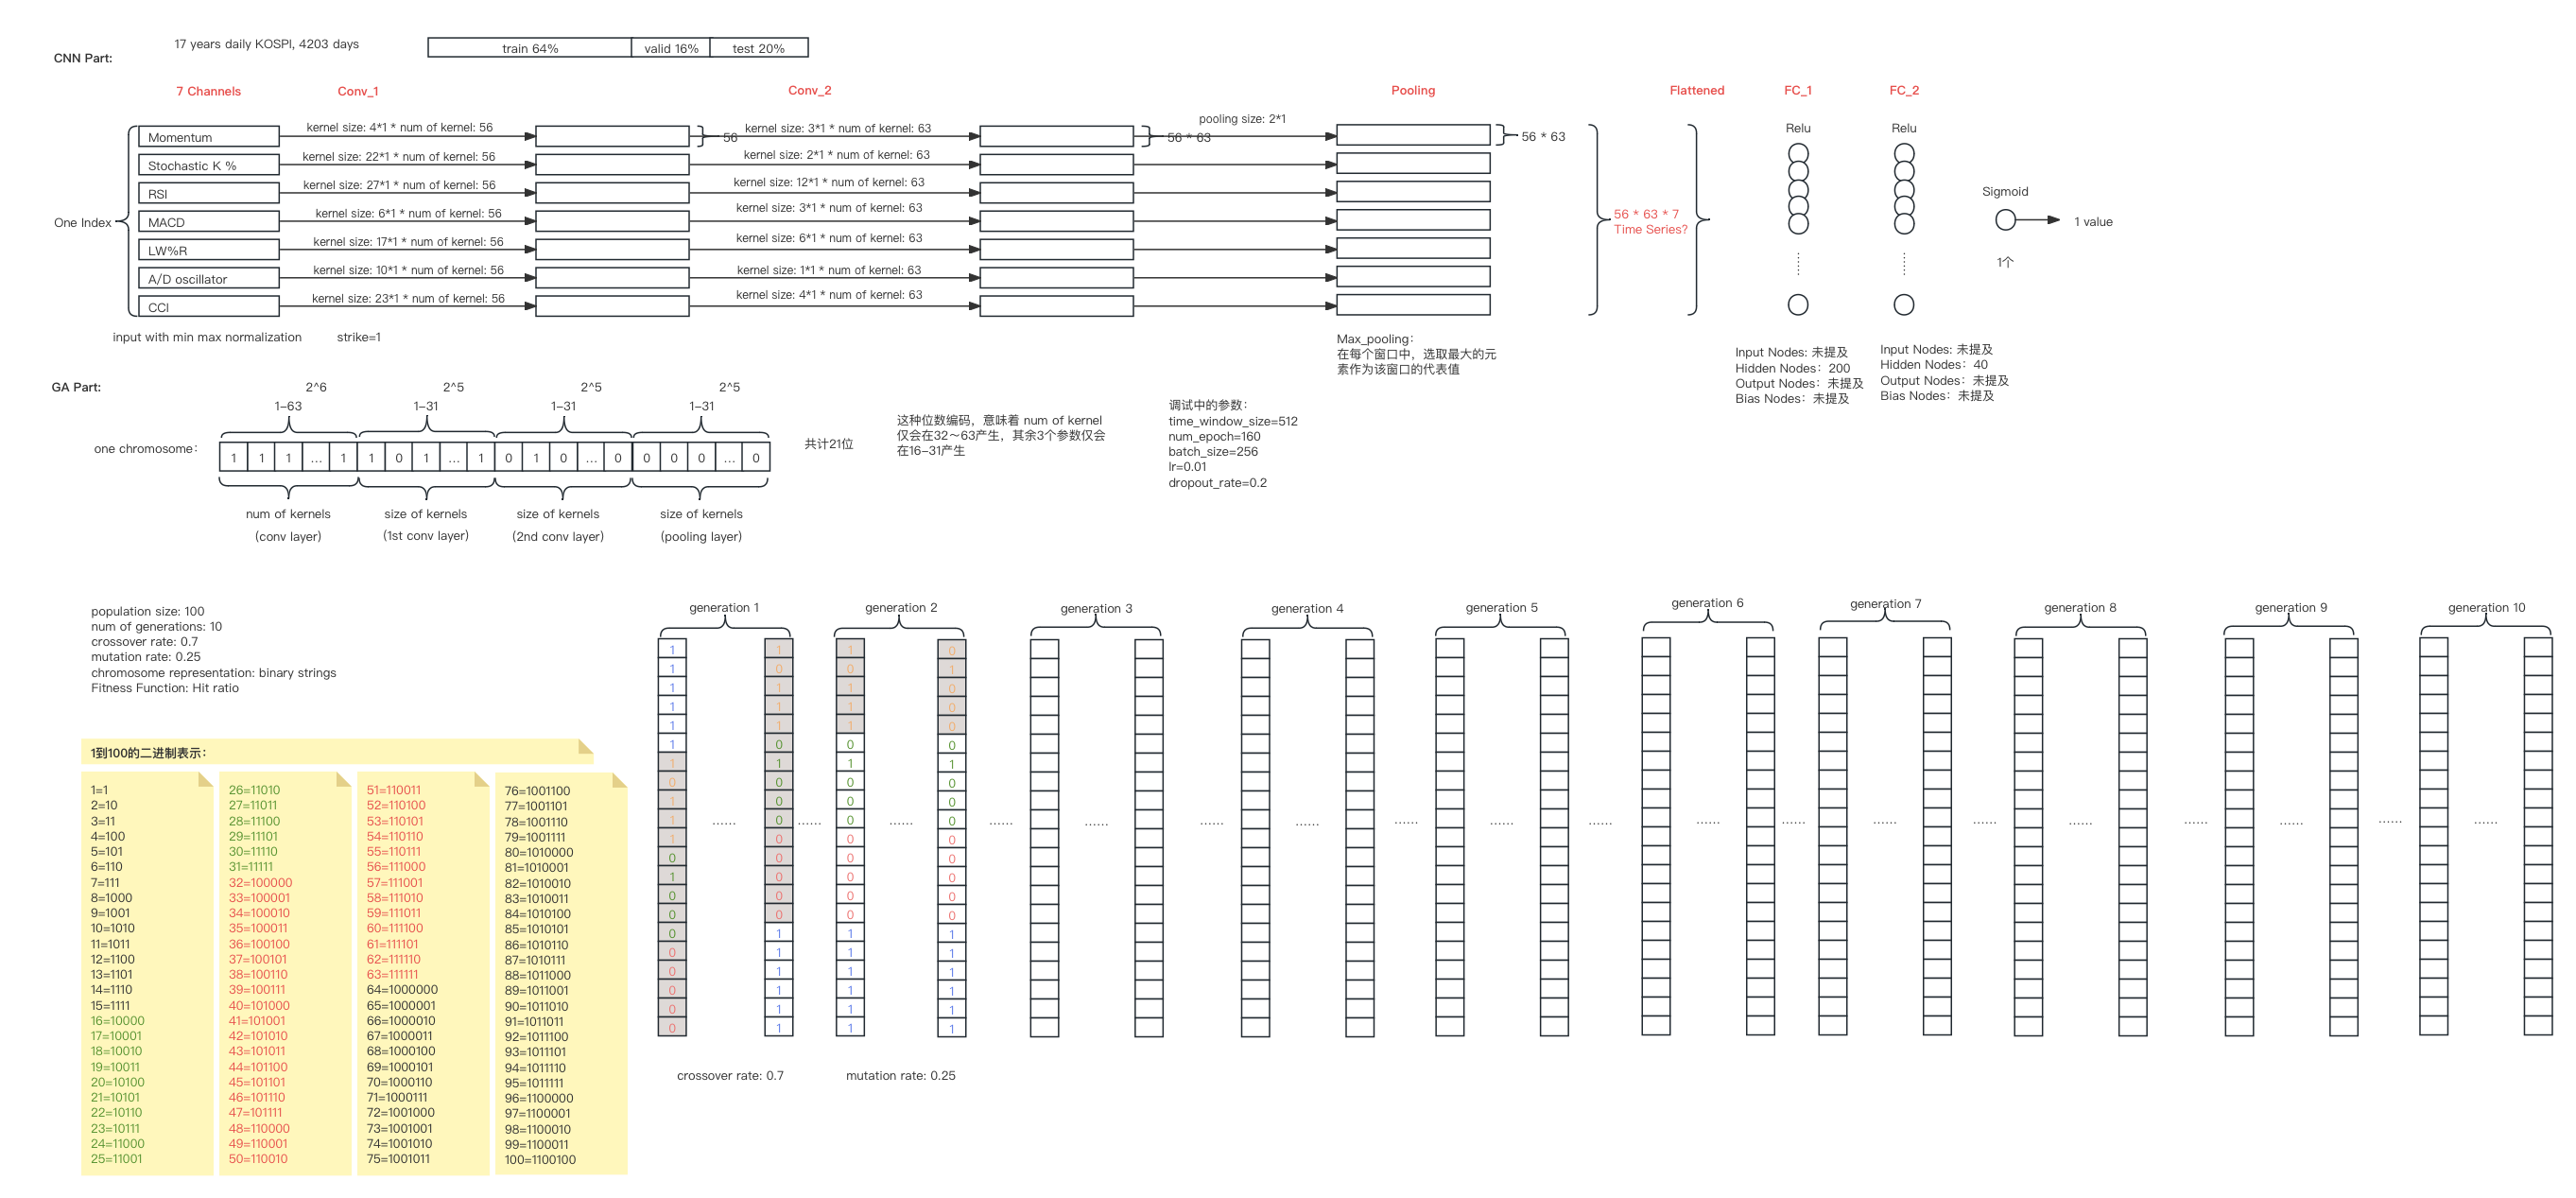 17 years daily KOSPI, 4203 days
train 64%
valid 16%
test 20%
CNN Part:
7 Channels
Conv_1
Conv_2
Pooling
Flattened
FC_1
FC_2
One Index
Momentum
kernel size: 4*1 * num of kernel: 56
56
kernel size: 3*1 * num of kernel: 63
56 * 63
pooling size: 2*1
56 * 63
Relu
Relu
Stochastic K %
kernel size: 22*1 * num of kernel: 56
kernel size: 2*1 * num of kernel: 63
RSI
kernel size: 27*1 * num of kernel: 56
kernel size: 12*1 * num of kernel: 63
MACD
kernel size: 6*1 * num of kernel: 56
kernel size: 3*1 * num of kernel: 63
LW%R
kernel size: 17*1 * num of kernel: 56
kernel size: 6*1 * num of kernel: 63
A/D oscillator
kernel size: 10*1 * num of kernel: 56
kernel size: 1*1 * num of kernel: 63
CCI
kernel size: 23*1 * num of kernel: 56
kernel size: 4*1 * num of kernel: 63
56 * 63 * 7
Time Series?
Sigmoid
1 value
1个
input with min max normalization
strike=1
Max_pooling:
在每个窗口中，选取最大的元
素作为该窗口的代表值
Input Nodes: 未提及
Hidden Nodes：200
Output Nodes：未提及
Bias Nodes：未提及
Input Nodes: 未提及
Hidden Nodes：40
Output Nodes：未提及
Bias Nodes：未提及
GA Part:
2^6
2^5
2^5
2^5
1-63
1-31
1-31
1-31
one chromosome：
1 1 1 ... 1 1 0 1 ... 1 0 1 0 ... 0 0 0 0 ... 0
共计21位
num of kernels
(conv layer)
size of kernels
(1st conv layer)
size of kernels
(2nd conv layer)
size of kernels
(pooling layer)
这种位数编码，意味着 num of kernel
仅会在32～63产生，其余3个参数仅会
在16-31产生
调试中的参数：
time_window_size=512
num_epoch=160
batch_size=256
lr=0.01
dropout_rate=0.2
population size: 100
num of generations: 10
crossover rate: 0.7
mutation rate: 0.25
chromosome representation: binary strings
Fitness Function: Hit ratio
generation 1
generation 2
generation 3
generation 4
generation 5
generation 6
generation 7
generation 8
generation 9
generation 10
1 1 1 0
1 0 0 1
1 1 1 0
1 1 1 0
1 1 1 0
1 0 0 0
1 1 1 1
0 0 0 0
1 0 0 0
1 0 0 0
1 0 0 0
0 0 0 0
1 0 0 0
0 0 0 0
0 0 0 0
0 1 1 1
0 1 1 1
0 1 1 1
0 1 1 1
0 1 1 1
0 1 1 1
crossover rate: 0.7
mutation rate: 0.25
1到100的二进制表示：
1=1
2=10
3=11
4=100
5=101
6=110
7=111
8=1000
9=1001
10=1010
11=1011
12=1100
13=1101
14=1110
15=1111
16=10000
17=10001
18=10010
19=10011
20=10100
21=10101
22=10110
23=10111
24=11000
25=11001
26=11010
27=11011
28=11100
29=11101
30=11110
31=11111
32=100000
33=100001
34=100010
35=100011
36=100100
37=100101
38=100110
39=100111
40=101000
41=101001
42=101010
43=101011
44=101100
45=101101
46=101110
47=101111
48=110000
49=110001
50=110010
51=110011
52=110100
53=110101
54=110110
55=110111
56=111000
57=111001
58=111010
59=111011
60=111100
61=111101
62=111110
63=111111
64=1000000
65=1000001
66=1000010
67=1000011
68=1000100
69=1000101
70=1000110
71=1000111
72=1001000
73=1001001
74=1001010
75=1001011
76=1001100
77=1001101
78=1001110
79=1001111
80=1010000
81=1010001
82=1010010
83=1010011
84=1010100
85=1010101
86=1010110
87=1010111
88=1011000
89=1011001
90=1011010
91=1011011
92=1011100
93=1011101
94=1011110
95=1011111
96=1100000
97=1100001
98=1100010
99=1100011
100=1100100